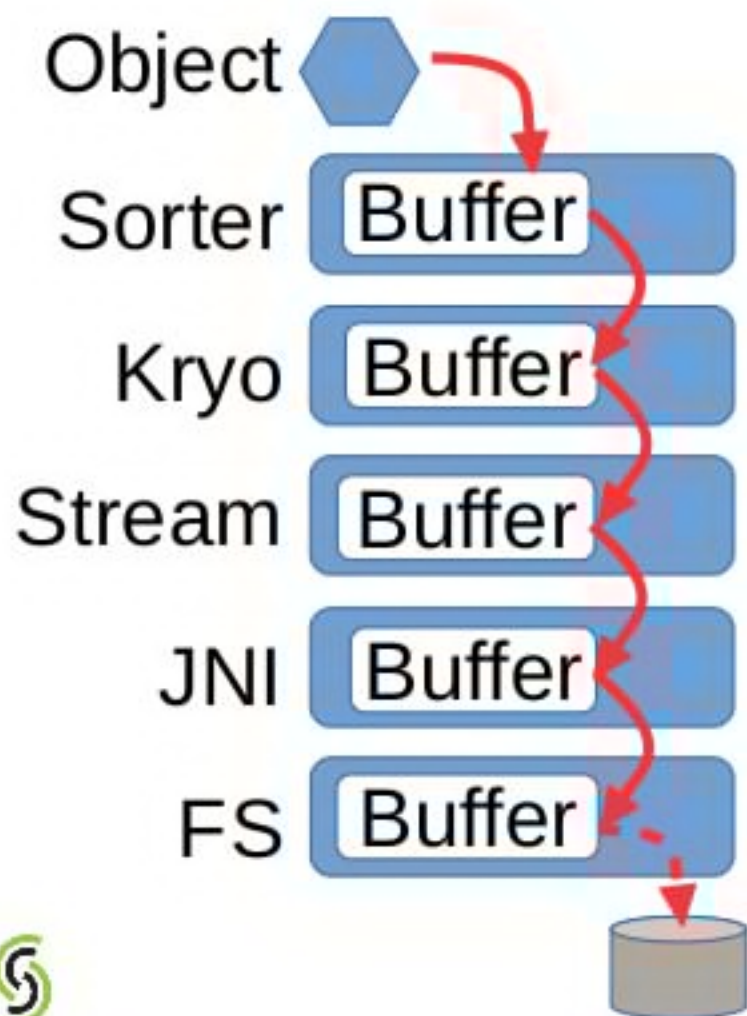 Object
Sorter Buffer
Kryo Buffer
Stream Buffer
JNI Buffer
FS Buffer